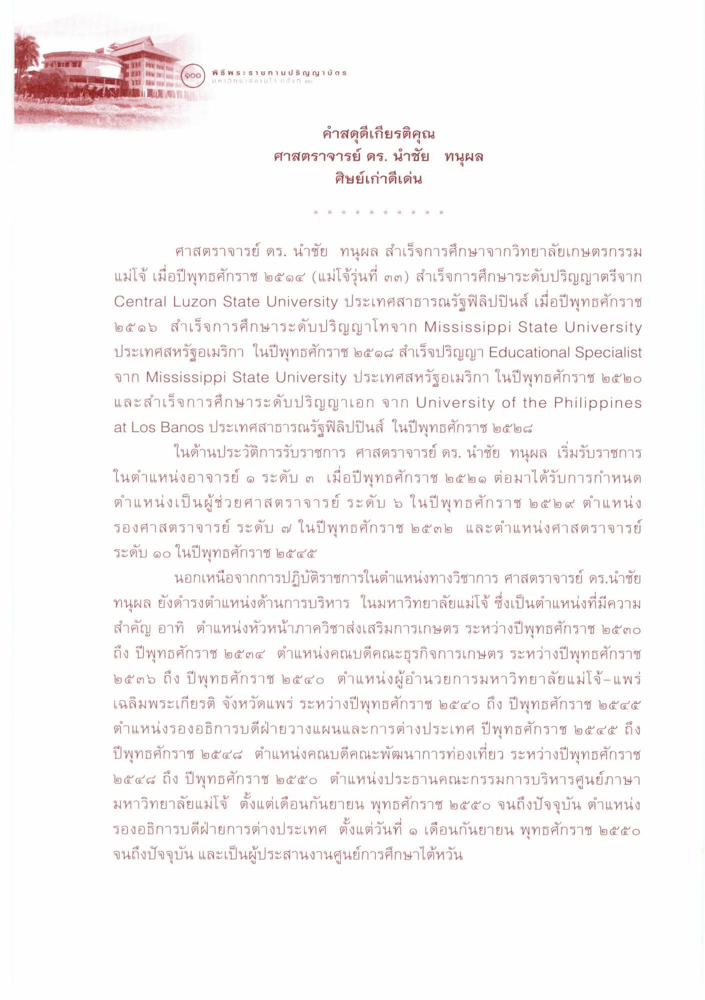 ๑๐๐
พิธีพระราชทานปริญญาบัตร
มหาวิทยาลัยแม่โจ้ ครั้งที่ ๓๐
คำสดุดีเกียรติคุณ
ศาสตราจารย์ ดร. นำชัย ทนุผล
ศิษย์เก่าดีเด่น
* * * * * * * * * *
ศาสตราจารย์ ดร. นำชัย ทนุผล สำเร็จการศึกษาจากวิทยาลัยเกษตรกรรม
แม่โจ้ เมื่อปีพุทธศักราช ๒๕๑๔ (แม่โจ้รุ่นที่ ๓๓) สำเร็จการศึกษาระดับปริญญาตรีจาก
Central Luzon State University ประเทศสาธารณรัฐฟิลิปปินส์ เมื่อปีพุทธศักราช
๒๕๑๖ สำเร็จการศึกษาระดับปริญญาโทจาก Mississippi State University
ประเทศสหรัฐอเมริกา ในปีพุทธศักราช ๒๕๑๘ สำเร็จปริญญา Educational Specialist
จาก Mississippi State University ประเทศสหรัฐอเมริกา ในปีพุทธศักราช ๒๕๒๐
และสำเร็จการศึกษาระดับปริญญาเอก จาก University of the Philippines
at Los Banos ประเทศสาธารณรัฐฟิลิปปินส์ ในปีพุทธศักราช ๒๕๒๘
ในด้านประวัติการรับราชการ ศาสตราจารย์ ดร. นำชัย ทนุผล เริ่มรับราชการ
ในตำแหน่งอาจารย์ ๑ ระดับ ๓ เมื่อปีพุทธศักราช ๒๕๒๑ ต่อมาได้รับการกำหนด
ตำแหน่งเป็นผู้ช่วยศาสตราจารย์ ระดับ ๖ ในปีพุทธศักราช ๒๕๒๙ ตำแหน่ง
รองศาสตราจารย์ ระดับ ๗ ในปีพุทธศักราช ๒๕๓๒ และตำแหน่งศาสตราจารย์
ระดับ ๑๐ ในปีพุทธศักราช ๒๕๔๕
นอกเหนือจากการปฏิบัติราชการในตำแหน่งทางวิชาการ ศาสตราจารย์ ดร.นำชัย
ทนุผล ยังดำรงตำแหน่งด้านการบริหาร ในมหาวิทยาลัยแม่โจ้ ซึ่งเป็นตำแหน่งที่มีความ
สำคัญ อาทิ ตำแหน่งหัวหน้าภาควิชาส่งเสริมการเกษตร ระหว่างปีพุทธศักราช ๒๕๓๐
ถึง ปีพุทธศักราช ๒๕๓๔ ตำแหน่งคณบดีคณะธุรกิจการเกษตร ระหว่างปีพุทธศักราช
๒๕๓๖ ถึง ปีพุทธศักราช ๒๕๔๐ ตำแหน่งผู้อำนวยการมหาวิทยาลัยแม่โจ้-แพร่
เฉลิมพระเกียรติ จังหวัดแพร่ ระหว่างปีพุทธศักราช ๒๕๔๐ ถึง ปีพุทธศักราช ๒๕๔๕
ตำแหน่งรองอธิการบดีฝ่ายวางแผนและการต่างประเทศ ปีพุทธศักราช ๒๕๔๕ ถึง
ปีพุทธศักราช ๒๕๔๘ ตำแหน่งคณบดีคณะพัฒนาการท่องเที่ยว ระหว่างปีพุทธศักราช
๒๕๔๘ ถึง ปีพุทธศักราช ๒๕๕๐ ตำแหน่งประธานคณะกรรมการบริหารศูนย์ภาษา
มหาวิทยาลัยแม่โจ้ ตั้งแต่เดือนกันยายน พุทธศักราช ๒๕๕๐ จนถึงปัจจุบัน ตำแหน่ง
รองอธิการบดีฝ่ายการต่างประเทศ ตั้งแต่วันที่ ๑ เดือนกันยายน พุทธศักราช ๒๕๕๐
จนถึงปัจจุบัน และเป็นผู้ประสานงานศูนย์การศึกษาไต้หวัน